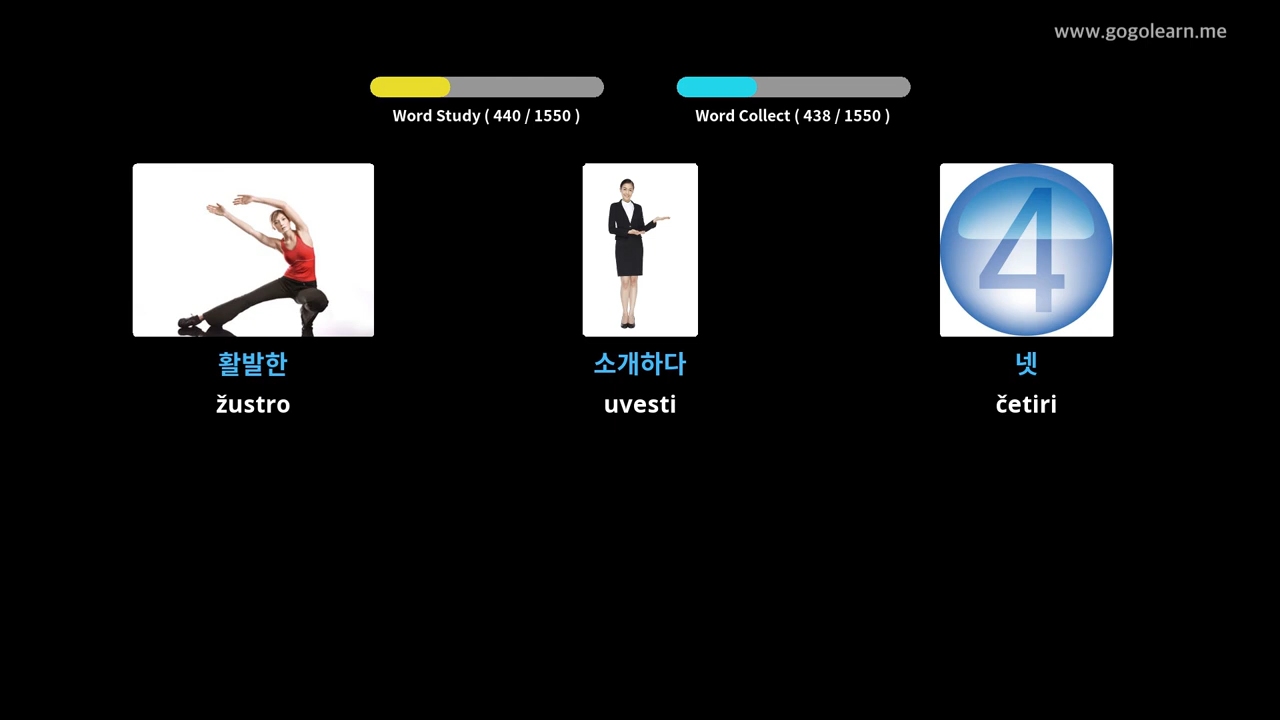 www.gogolearn.me
Word Study ( 440 / 1550 )
Word Collect ( 438 / 1550 )
4
활발한
소개하다
넷
žustro
uvesti
četiri